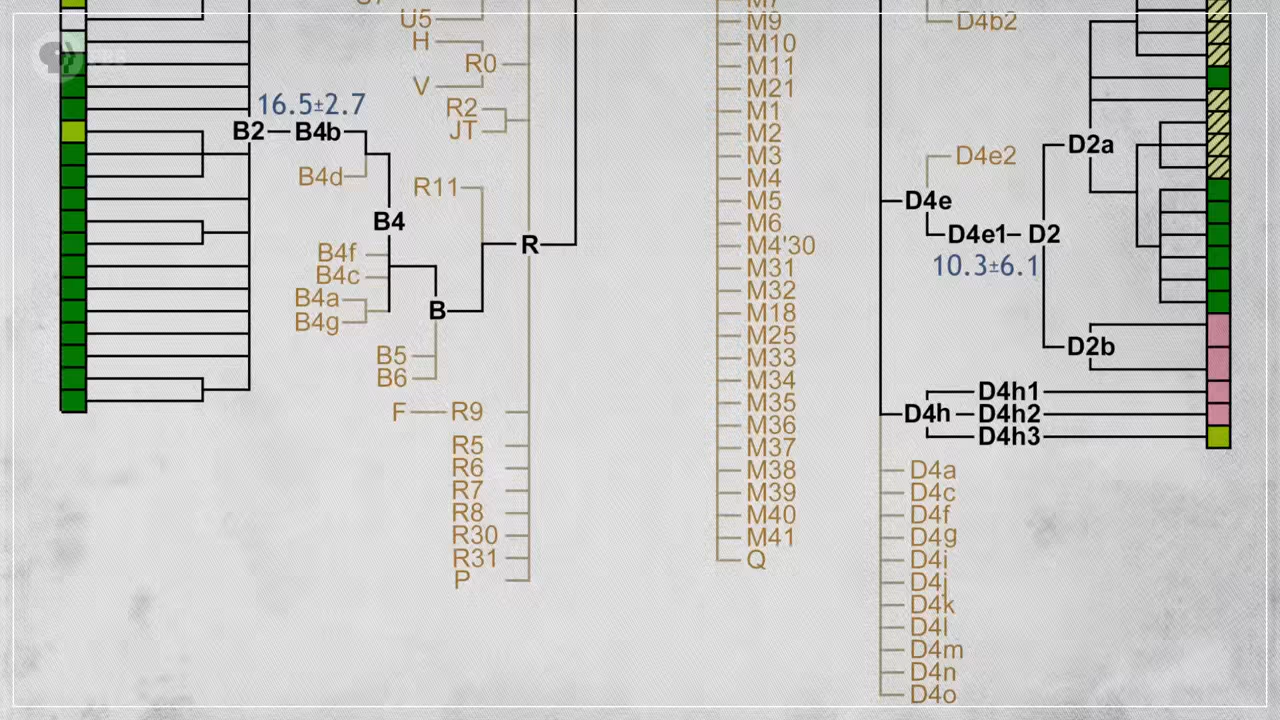 U5
H
R0
V
R2
JT
16.5±2.7
B2
B4b
B4d
R11
B4
R
B4f
B4c
B4a
B4g
B
B5
B6
F
R9
R5
R6
R7
R8
R30
R31
P
M9
M10
M11
M21
M1
M2
M3
M4
M5
M6
M4'30
M31
M32
M18
M25
M33
M34
M35
M36
M37
M38
M39
M40
M41
Q
D4b2
D2a
D4e2
D4e
D4e1
D2
10.3±6.1
D2b
D4h1
D4h
D4h2
D4h3
D4a
D4c
D4f
D4g
D4i
D4j
D4k
D4l
D4m
D4n
D4o